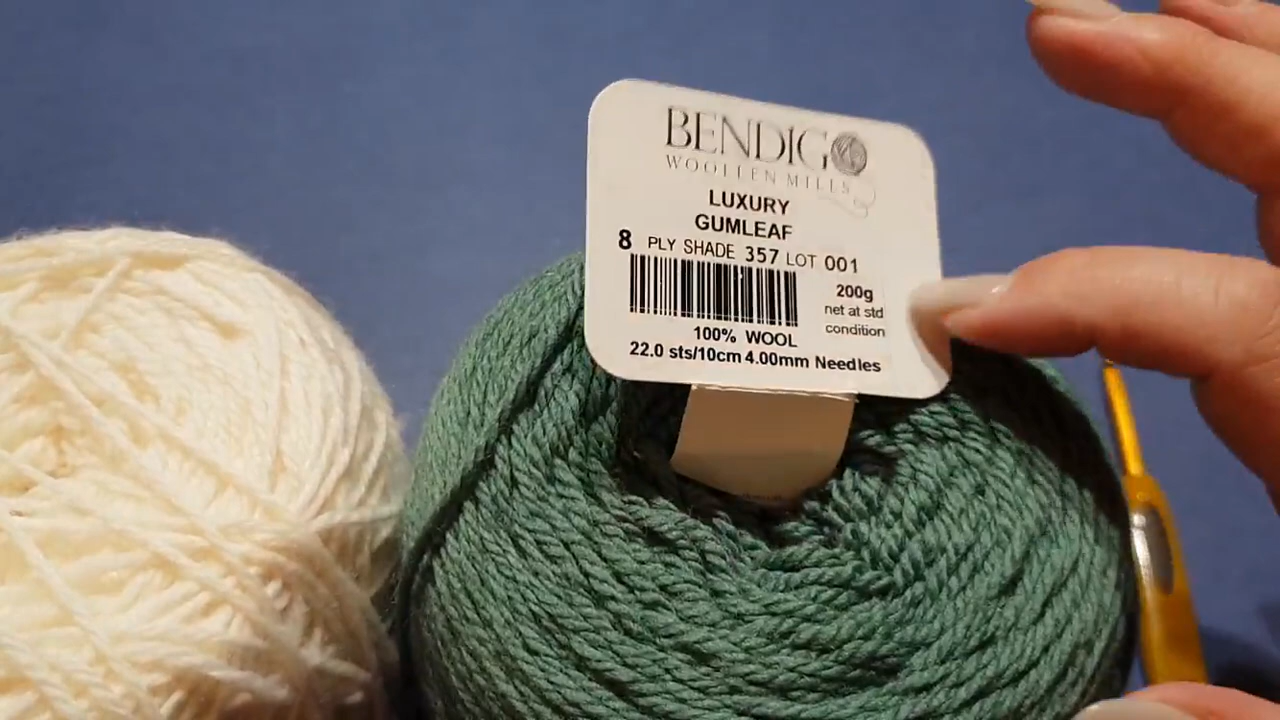 BENDIGO
WOOLLEN MILLS
LUXURY
GUMLEAF
8 PLY SHADE 357 LOT 001
200g
net at std
condition
100% WOOL
22.0 sts/10cm 4.00mm Needles